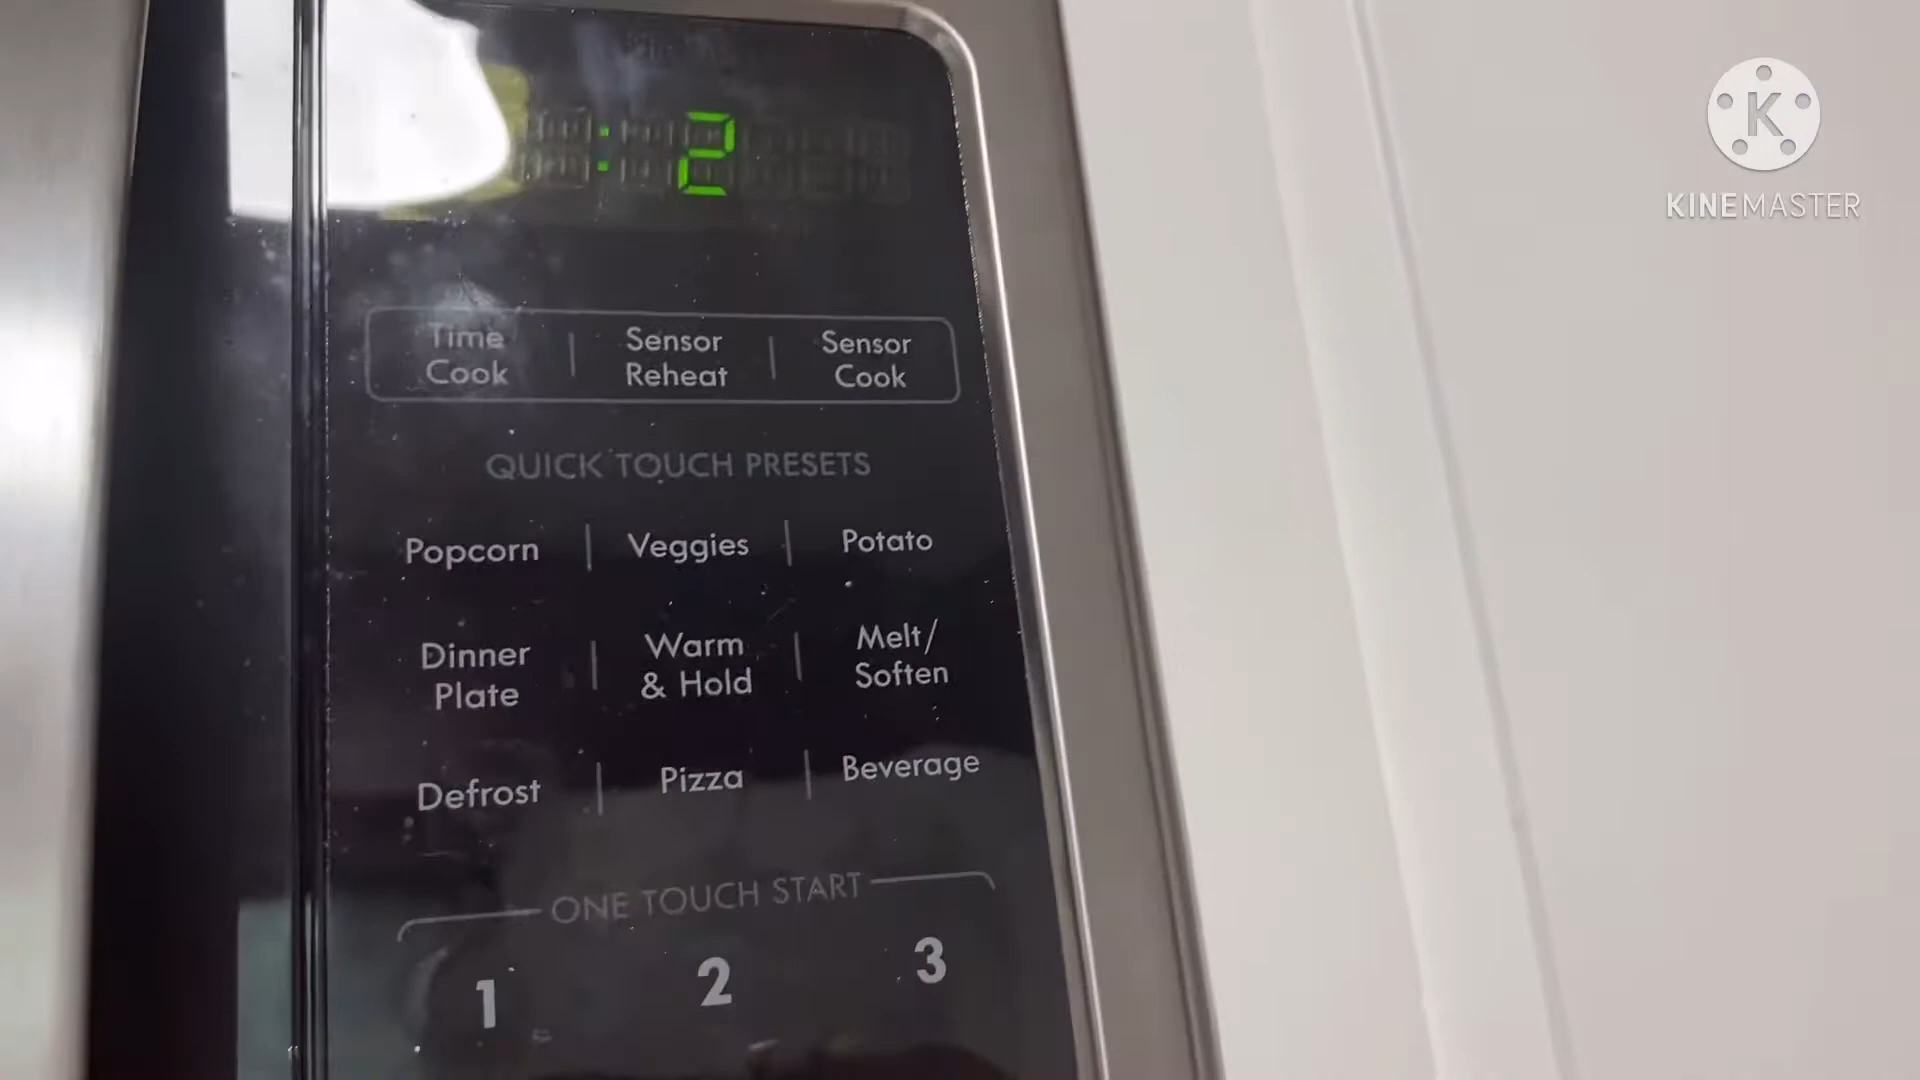 : 2
K
KINEMASTER
Time Cook
Sensor Reheat
Sensor Cook
QUICK TOUCH PRESETS
Popcorn
Veggies
Potato
Dinner Plate
Warm & Hold
Melt/ Soften
Defrost
Pizza
Beverage
ONE TOUCH START
1
2
3